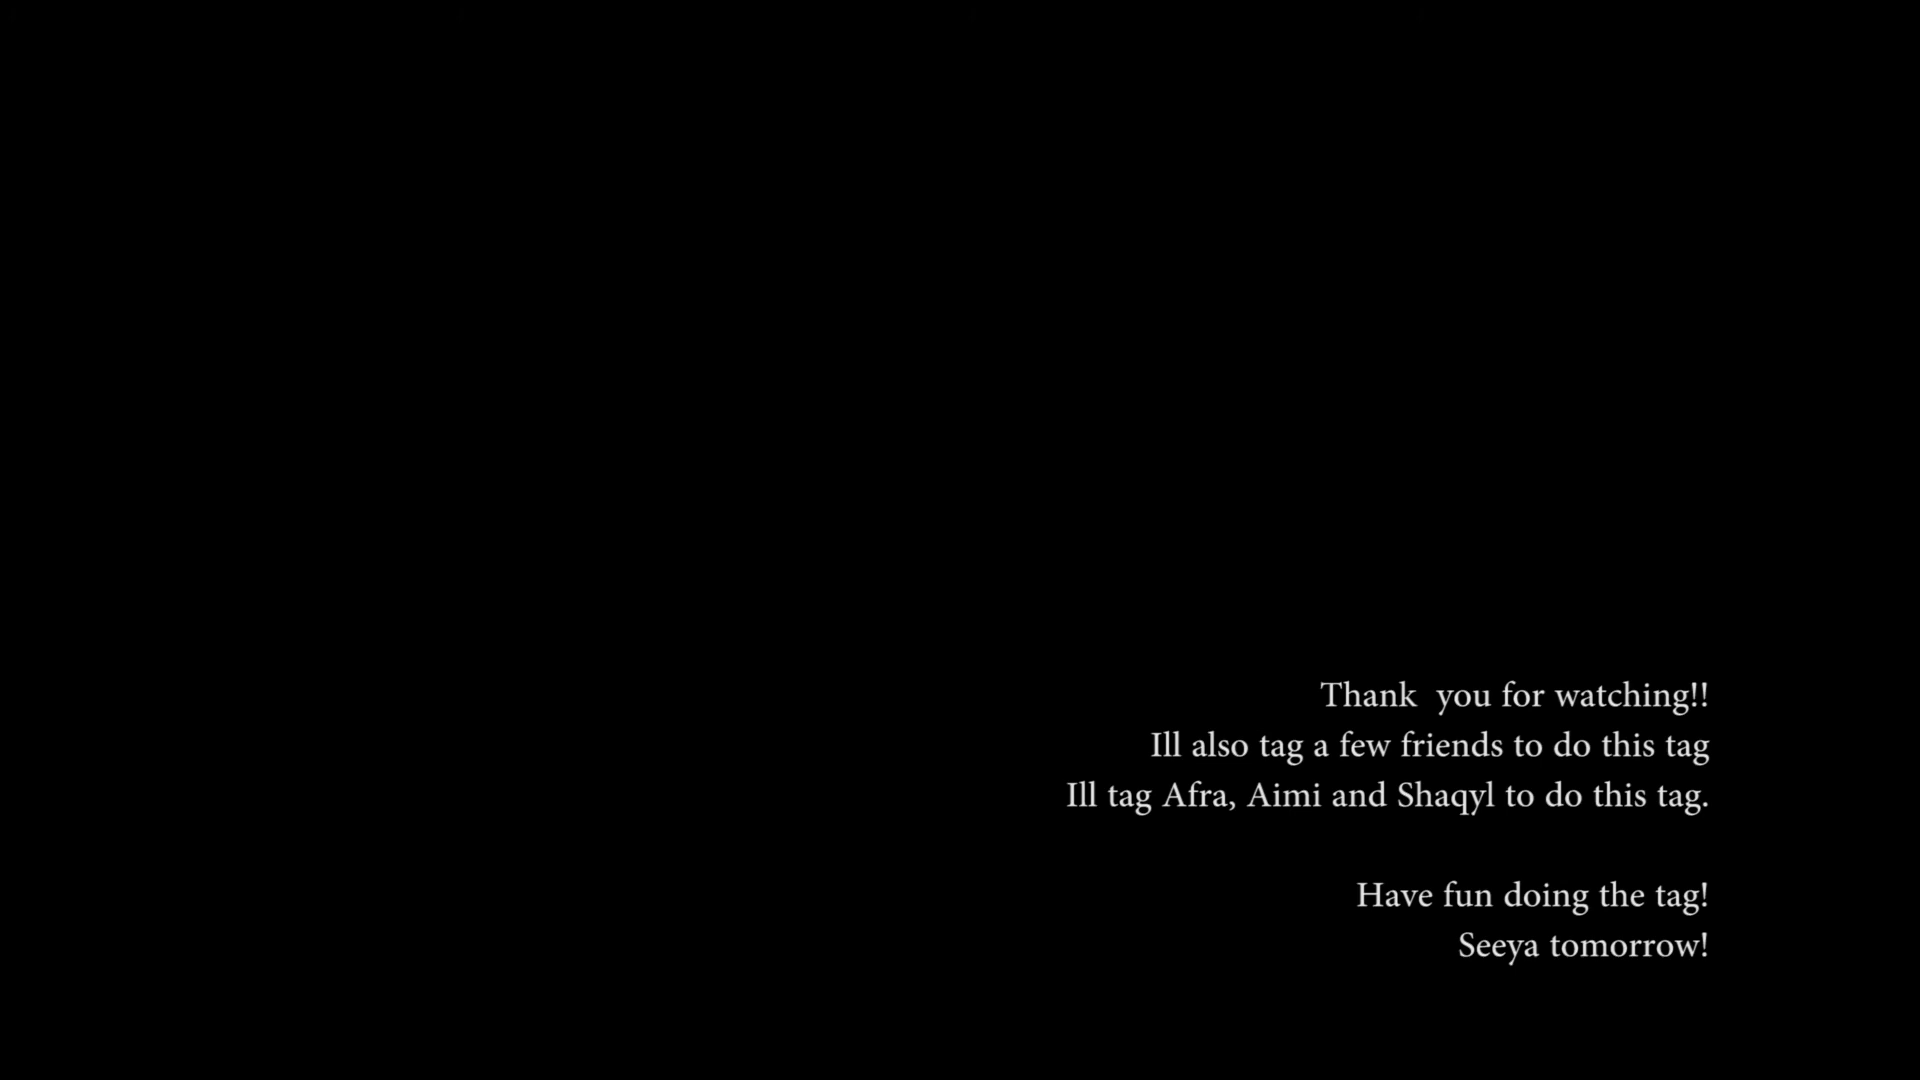 Thank  you for watching!!
Ill also tag a few friends to do this tag
Ill tag Afra, Aimi and Shaqyl to do this tag.
Have fun doing the tag!
Seeya tomorrow!